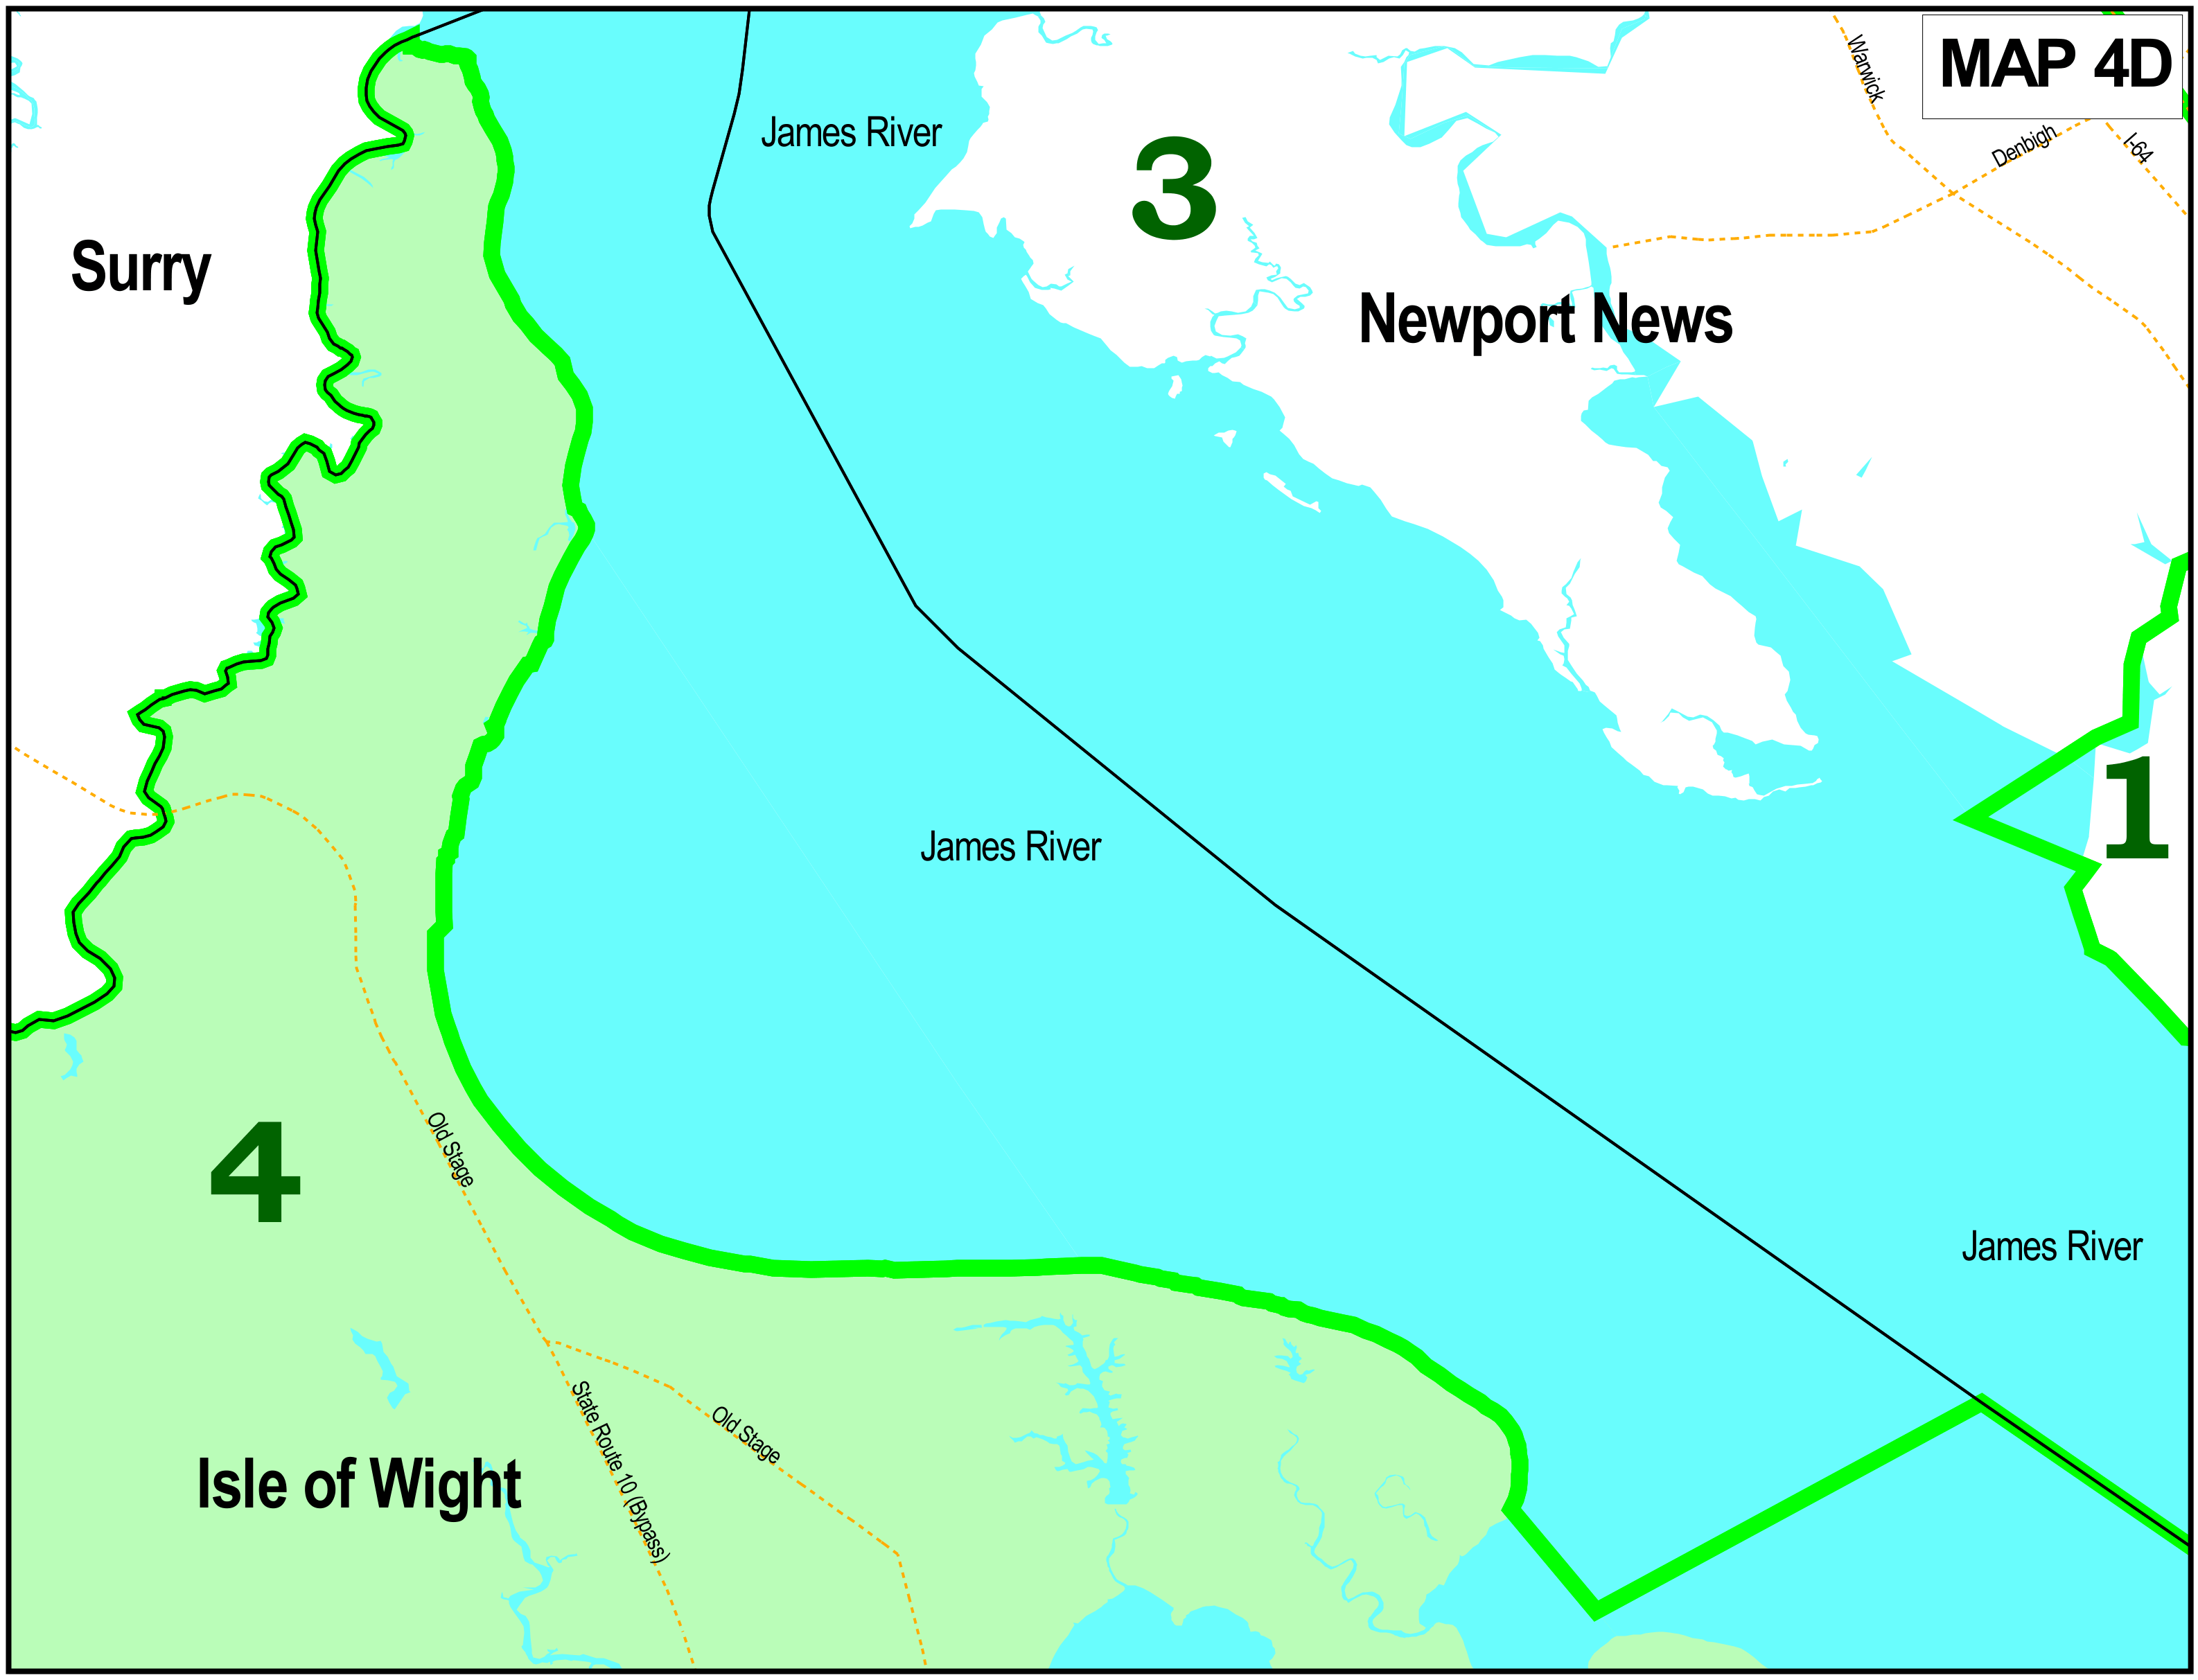 MAP 4D
Warwick
Denbigh
I-64
James River
3
Surry
Newport News
1
James River
4
Old Stage
James River
State Route 10 (Bypass)
Old Stage
Isle of Wight